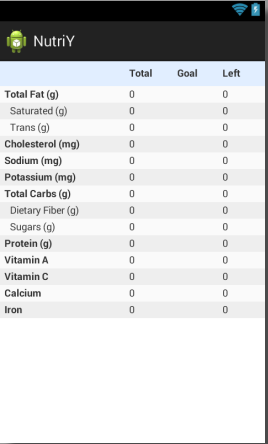 NutriY
Total Goal Left
Total Fat (g) 0 0
Saturated (g) 0 0
Trans (g) 0 0
Cholesterol (mg) 0 0
Sodium (mg) 0 0
Potassium (mg) 0 0
Total Carbs (g) 0 0
Dietary Fiber (g) 0 0
Sugars (g) 0 0
Protein (g) 0 0
Vitamin A 0 0
Vitamin C 0 0
Calcium 0 0
Iron 0 0